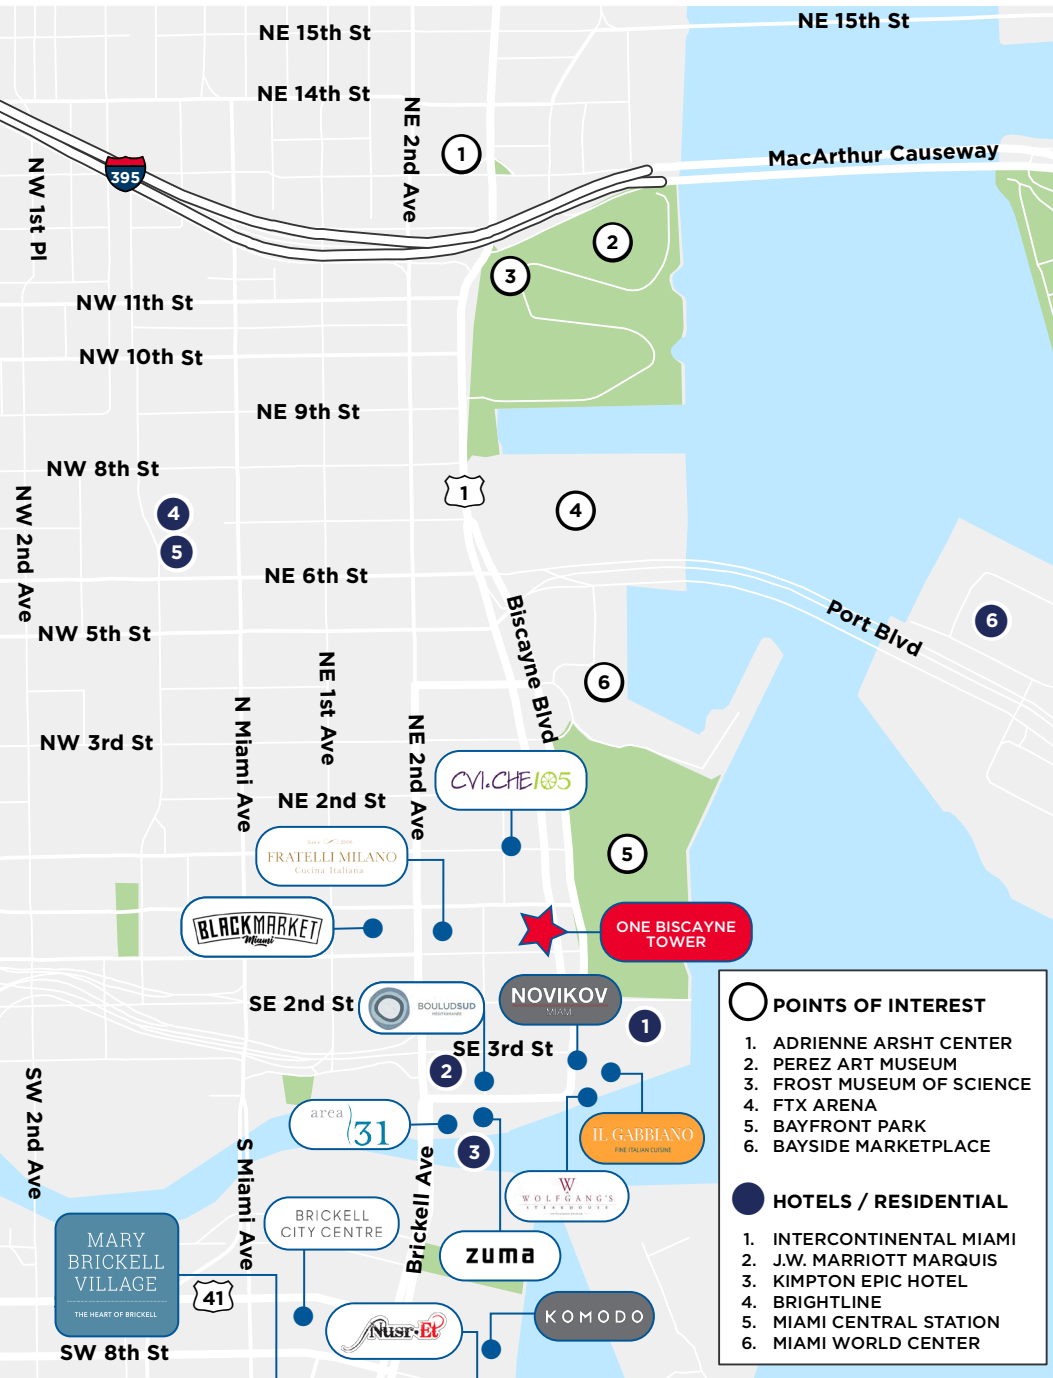 NE 15th St
NE 15th St
NE 14th St
NE 2nd Ave
1
MacArthur Causeway
395
NW 1st Pl
2
3
NW 11th St
NW 10th St
NE 9th St
NW 8th St
1
4
4
NW 2nd Ave
5
NE 6th St
Biscayne Blvd
Port Blvd
6
NW 5th St
NE 1st Ave
6
N Miami Ave
NE 2nd Ave
NW 3rd St
CVI.CHE105
NE 2nd St
Since 2008
FRATELLI MILANO
Cucina Italiana
5
BLACKMARKET
Miami
ONE BISCAYNE
TOWER
SE 2nd St
BOULUDSUD
NOVIKOV
MIAMI
1
SE 3rd St
2
SW 2nd Ave
area
31
3
IL GABBIANO
FINE ITALIAN CUISINE
S Miami Ave
Brickell Ave
W
WOLFGANG'S
STEAKHOUSE
BRICKELL
CITY CENTRE
MARY
BRICKELL
VILLAGE
THE HEART OF BRICKELL
zuma
41
Nusr-Et
KOMODO
SW 8th St
POINTS OF INTEREST
1. ADRIENNE ARSHT CENTER
2. PEREZ ART MUSEUM
3. FROST MUSEUM OF SCIENCE
4. FTX ARENA
5. BAYFRONT PARK
6. BAYSIDE MARKETPLACE
HOTELS / RESIDENTIAL
1. INTERCONTINENTAL MIAMI
2. J.W. MARRIOTT MARQUIS
3. KIMPTON EPIC HOTEL
4. BRIGHTLINE
5. MIAMI CENTRAL STATION
6. MIAMI WORLD CENTER